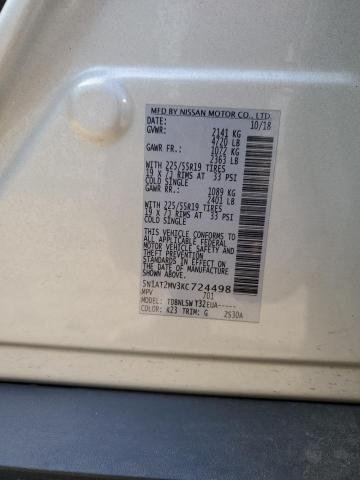 MFD BY NISSAN MOTOR CO., LTD.
DATE: 10/18
GVWR: 2141 KG
4720 LB
GAWR FR.: 1072 KG
2363 LB
WITH 225/55R19 TIRES
19 X 7J RIMS AT 33 PSI
COLD SINGLE
GAWR RR.: 1089 KG
2401 LB
WITH 225/55R19 TIRES
19 X 7J RIMS AT 33 PSI
COLD SINGLE
THIS VEHICLE CONFORMS TO ALL
APPLICABLE FEDERAL
MOTOR VEHICLE SAFETY AND
THEFT PREVENTION
STANDARDS IN EFFECT ON
THE DATE OF MANUFACTURE
SHOWN ABOVE.
5N1AT2MV3KC724498
MPV 701
MODEL: TDBNLSWT32EUA-----
COLOR: K23 TRIM: G 2S30A